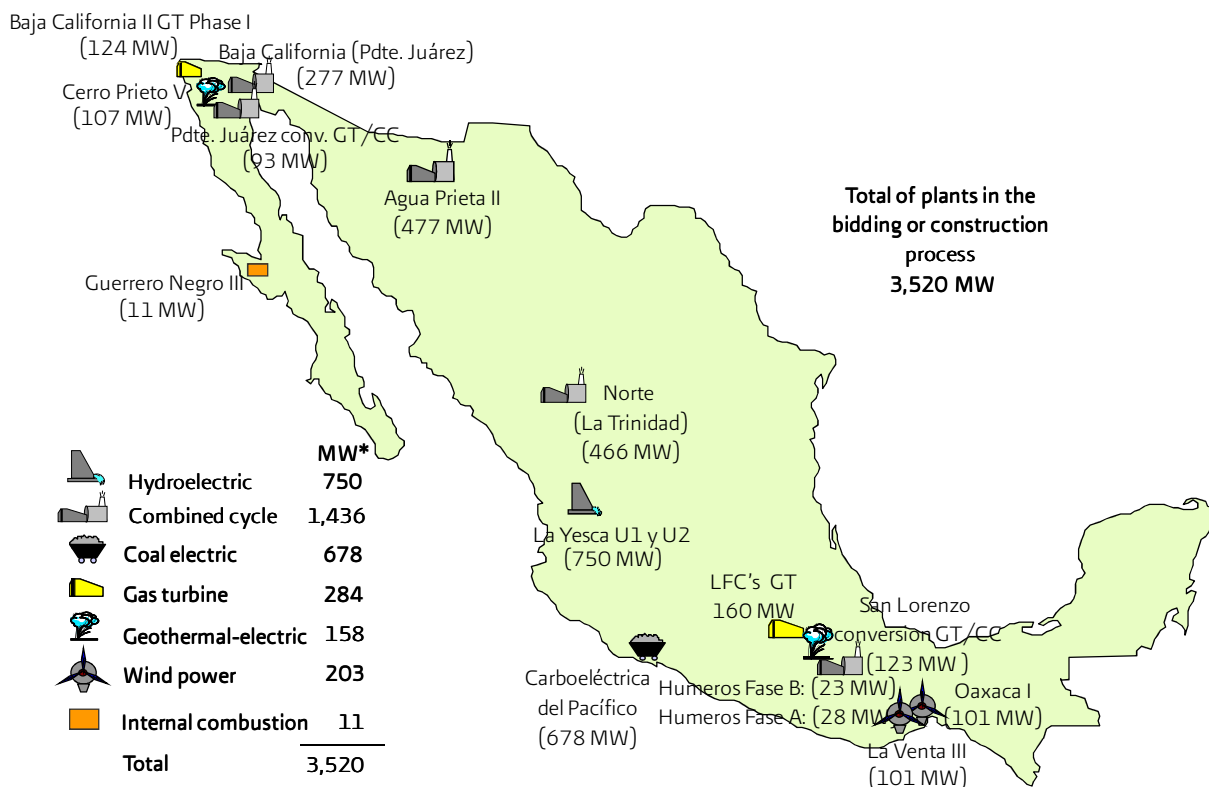 Baja California II GT Phase I
(124 MW)
Baja California (Pdte. Juárez)
(277 MW)
Cerro Prieto V
(107 MW)
Pdte. Juárez conv. GT/CC
(93 MW)
Agua Prieta II
(477 MW)
Total of plants in the
bidding or construction
process
3,520 MW
Guerrero Negro III
(11 MW)
Norte
(La Trinidad)
(466 MW)
MW*
Hydroelectric 750
Combined cycle 1,436
Coal electric 678
Gas turbine 284
Geothermal-electric 158
Wind power 203
Internal combustion 11
Total 3,520
La Yesca U1 y U2
(750 MW)
LFC's GT
160 MW
San Lorenzo
conversión GT/CC
(123 MW )
Carboeléctrica
del Pacífico
(678 MW)
Humeros Fase B: (23 MW)
Humeros Fase A: (28 MW)
Oaxaca I
(101 MW)
La Venta III
(101 MW)